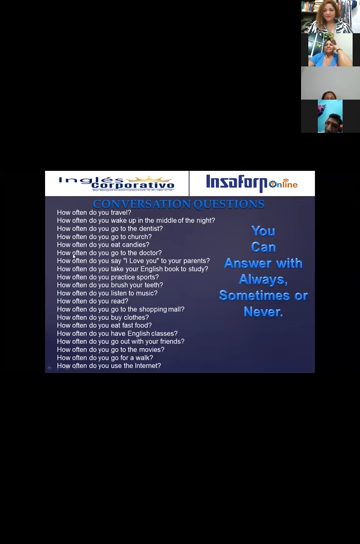 Inglés
Corporativo
Insaforp Online
CONVERSATION QUESTIONS
How often do you travel?
How often do you wake up in the middle of the night?
How often do you go to the dentist?
How often do you go to church?
How often do you eat candies?
How often do you go to the doctor?
How often do you say "I Love you" to your parents?
How often do you take your English book to study?
How often do you practice sports?
How often do you brush your teeth?
How often do you listen to music?
How often do you read?
How often do you go to the shopping mall?
How often do you buy clothes?
How often do you eat fast food?
How often do you have English classes?
How often do you go out with your friends?
How often do you go to the movies?
How often do you go for a walk?
How often do you use the Internet?
You
Can
Answer with
Always,
Sometimes or
Never.